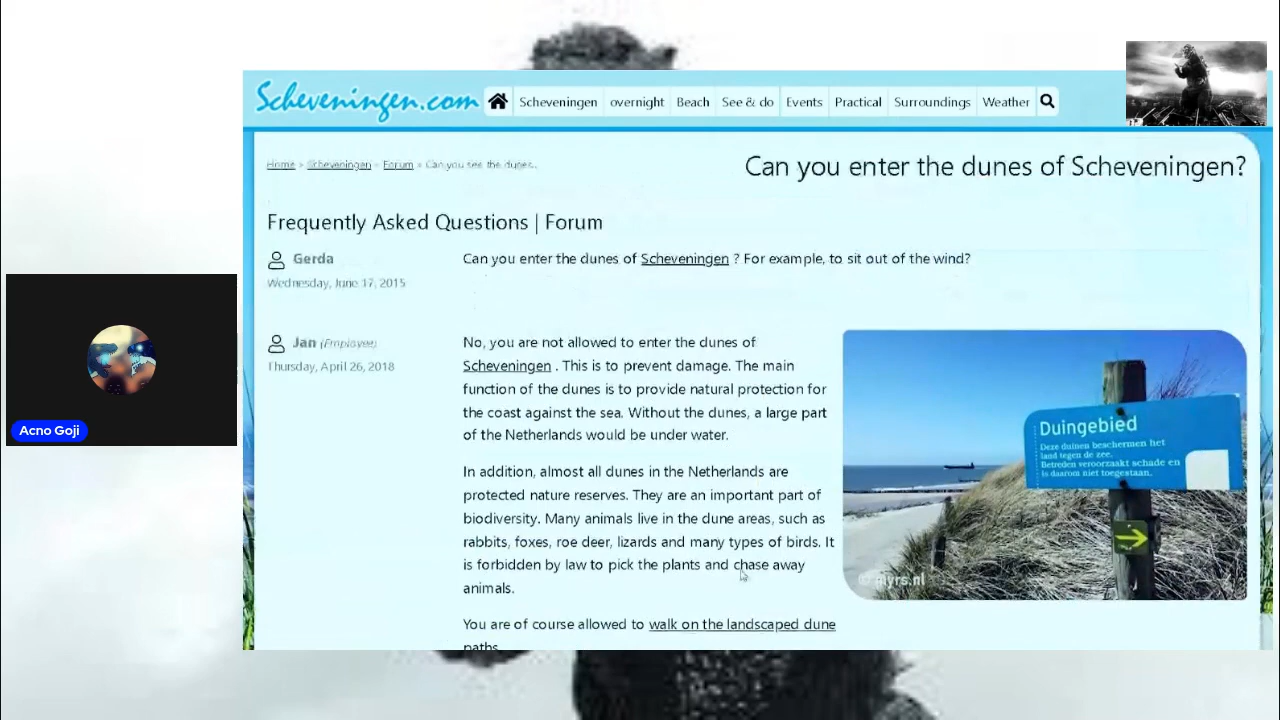 Scheveningen.com
Scheveningen
overnight
Beach
See & do
Events
Practical
Surroundings
Weather
Home > Scheveningen > Forum > Can you see the dunes..
Can you enter the dunes of Scheveningen?
Frequently Asked Questions | Forum
Gerda
Wednesday, June 17, 2015
Can you enter the dunes of Scheveningen ? For example, to sit out of the wind?
Jan (Employee)
Thursday, April 26, 2018
No, you are not allowed to enter the dunes of
Scheveningen . This is to prevent damage. The main
function of the dunes is to provide natural protection for
the coast against the sea. Without the dunes, a large part
of the Netherlands would be under water.
In addition, almost all dunes in the Netherlands are
protected nature reserves. They are an important part of
biodiversity. Many animals live in the dune areas, such as
rabbits, foxes, roe deer, lizards and many types of birds. It
is forbidden by law to pick the plants and chase away
animals.
You are of course allowed to walk on the landscaped dune
paths
Duingebied
Deze duinen beschermen het
land tegen de zee.
Betreden veroorzaakt schade en
is daarom niet toegestaan.
Acno Goji